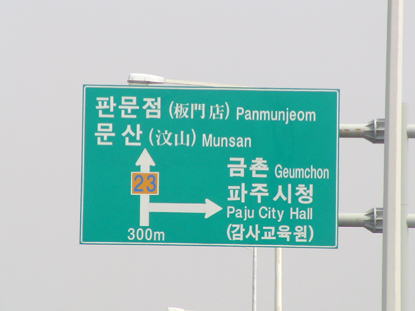 판문점 (板門店) Panmunjeom
문산 (汶山) Munsan
23
금촌 Geumchon
파주시청
Paju City Hall
(감사교육원)
300m